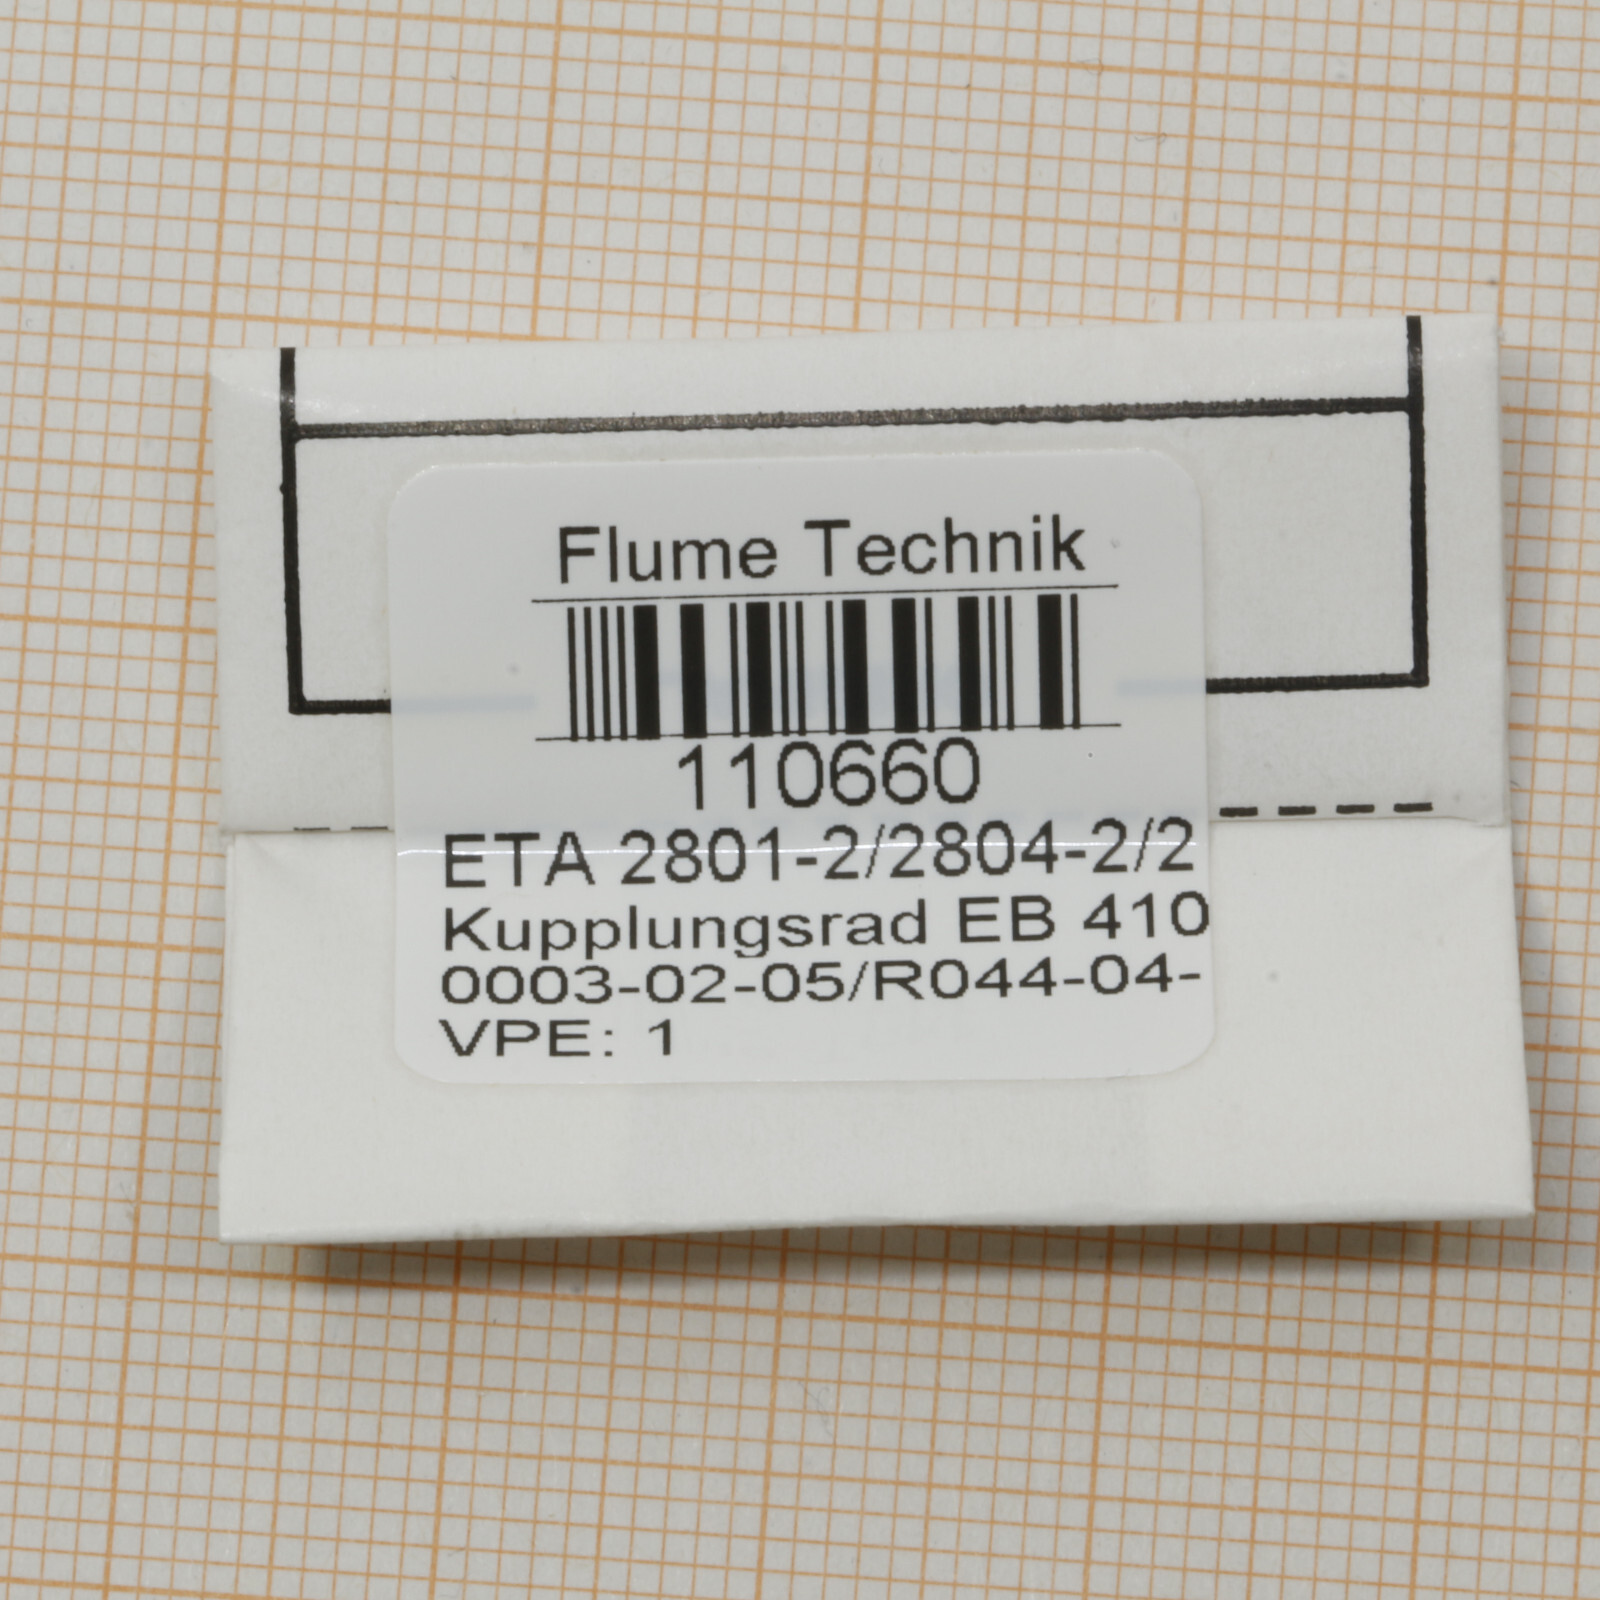 Flume Technik
110660
ETA 2801-2/2804-2/2
Kupplungsrad EB 410
0003-02-05/R044-04-
VPE: 1